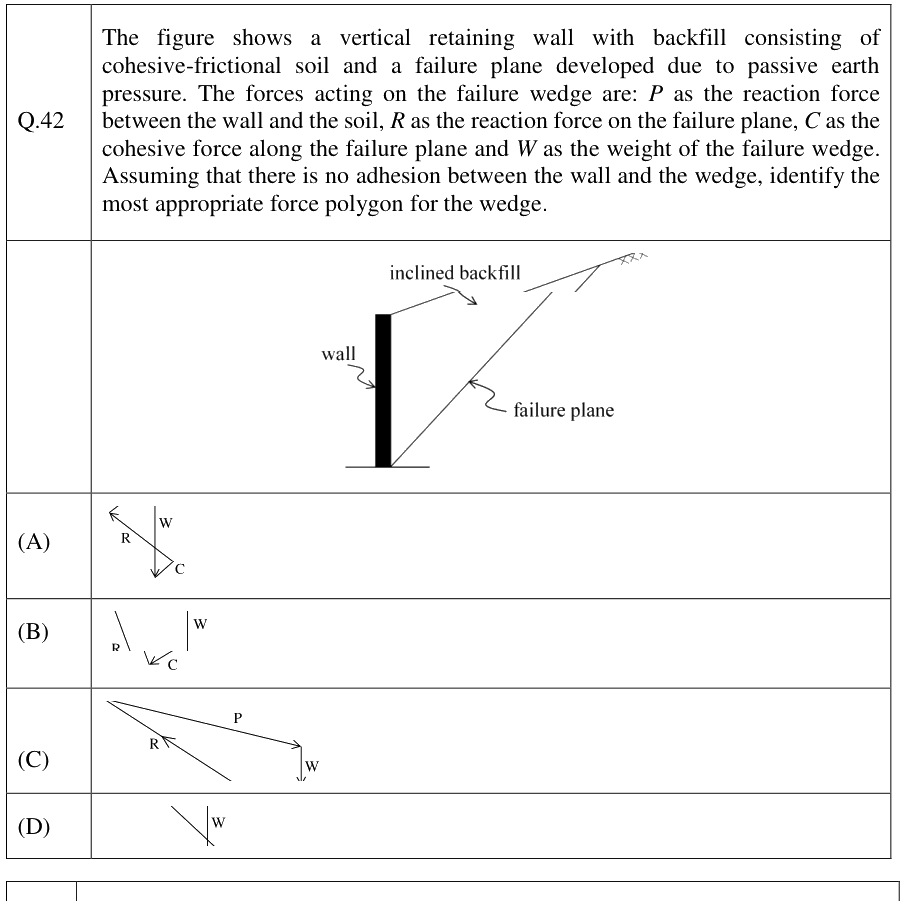 The figure shows a vertical retaining wall with backfill consisting of
cohesive-frictional soil and a failure plane developed due to passive earth
pressure. The forces acting on the failure wedge are: P as the reaction force
Q.42
between the wall and the soil, R as the reaction force on the failure plane, C as the
cohesive force along the failure plane and W as the weight of the failure wedge.
Assuming that there is no adhesion between the wall and the wedge, identify the
most appropriate force polygon for the wedge.
inclined backfill
wall
failure plane
(A)
W
R
C
(B)
W
R
C
(C)
P
R
W
(D)
W